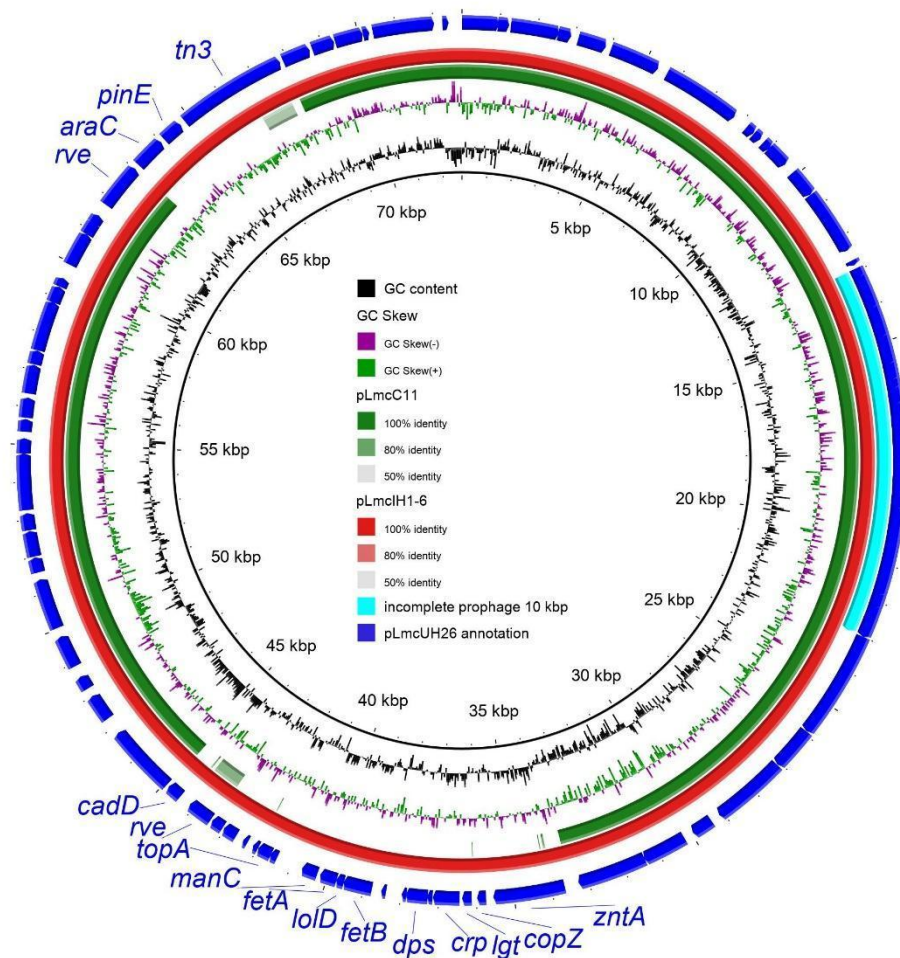 tn3
pinE
araC
rve
70 kbp
5 kbp
65 kbp
10 kbp
60 kbp
15 kbp
55 kbp
20 kbp
50 kbp
25 kbp
45 kbp
30 kbp
40 kbp
35 kbp
GC content
GC Skew
GC Skew(-)
GC Skew(+)
pLmcC11
100% identity
80% identity
50% identity
pLmcIH1-6
100% identity
80% identity
50% identity
incomplete prophage 10 kbp
pLmcUH26 annotation
cadD
rve
topA
manC
fetA
lolD
fetB
dps
crp
lgt
copZ
zntA